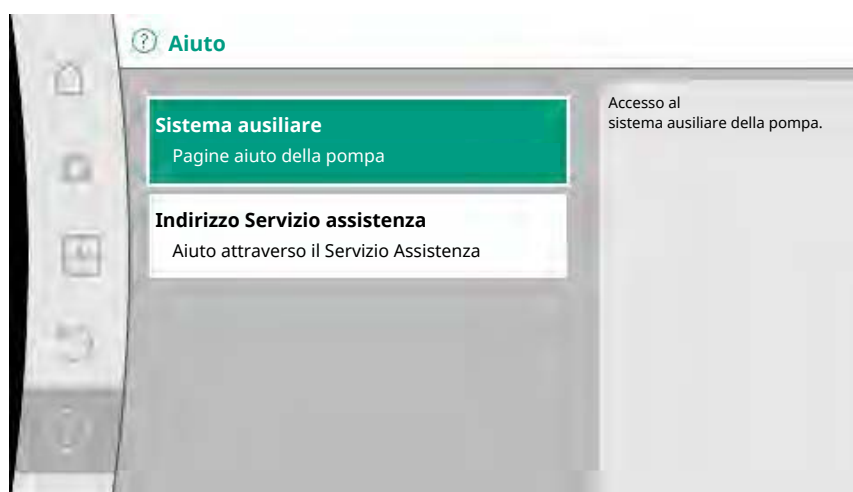 Aiuto
Sistema ausiliare
Pagine aiuto della pompa
Indirizzo Servizio assistenza
Aiuto attraverso il Servizio Assistenza
Accesso al
sistema ausiliare della pompa.